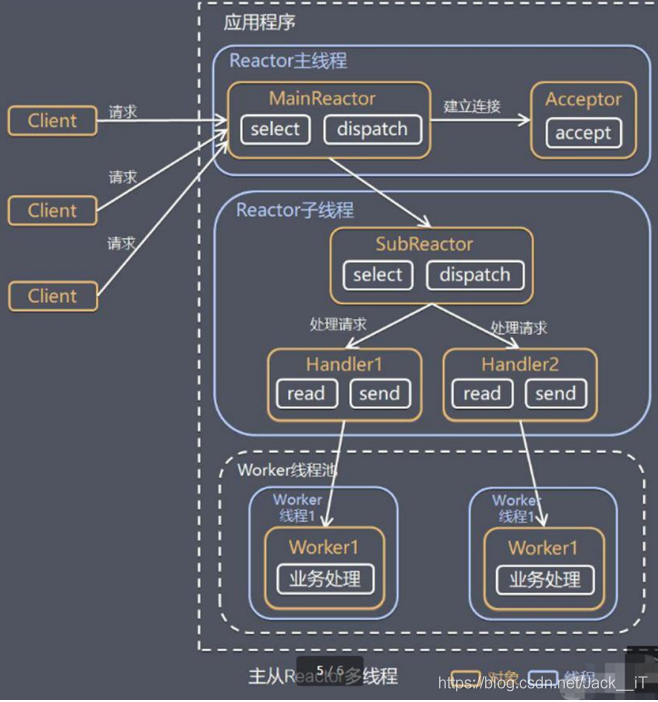 应用程序
Reactor主线程
MainReactor
select
dispatch
建立连接
Acceptor
accept
Client
请求
Client
请求
Client
请求
Reactor子线程
SubReactor
select
dispatch
处理请求
处理请求
Handler1
read
send
Handler2
read
send
Worker线程池
Worker
线程1
Worker1
业务处理
Worker
线程1
Worker1
业务处理
主从Reactor多线程
5 / 6
对象
线程
https://blog.csdn.net/Jack__iT